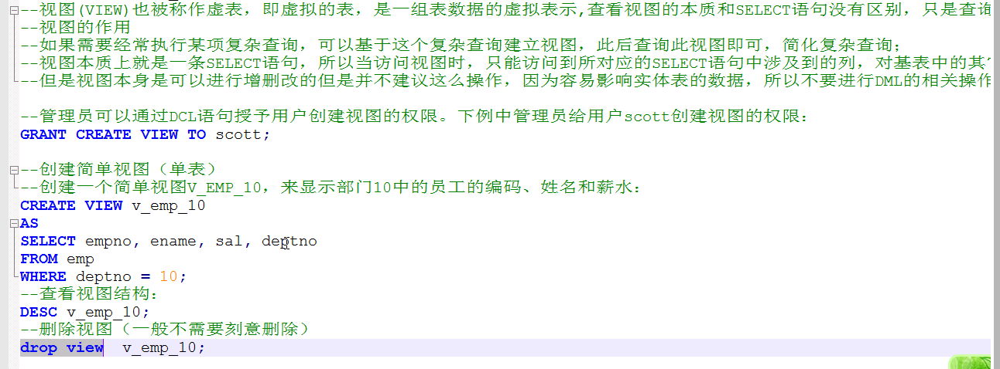 --视图(VIEW)也被称作虚表，即虚拟的表，是一组表数据的虚拟表示,查看视图的本质和SELECT语句没有区别，只是查询
--视图的作用
--如果需要经常执行某项复杂查询，可以基于这个复杂查询建立视图，此后查询此视图即可，简化复杂查询；
--视图本质上就是一条SELECT语句，所以当访问视图时，只能访问到所对应的SELECT语句中涉及到的列，对基表中的其
--但是视图本身是可以进行增删改的但是并不建议这么操作，因为容易影响实体表的数据，所以不要进行DML的相关操作
--管理员可以通过DCL语句授予用户创建视图的权限。下例中管理员给用户scott创建视图的权限：
GRANT CREATE VIEW TO scott;
--创建简单视图（单表）
--创建一个简单视图V_EMP_10，来显示部门10中的员工的编码、姓名和薪水：
CREATE VIEW v_emp_10
AS
SELECT empno, ename, sal, deptno
FROM emp
WHERE deptno = 10;
--查看视图结构：
DESC v_emp_10;
--删除视图（一般不需要刻意删除）
drop view  v_emp_10;